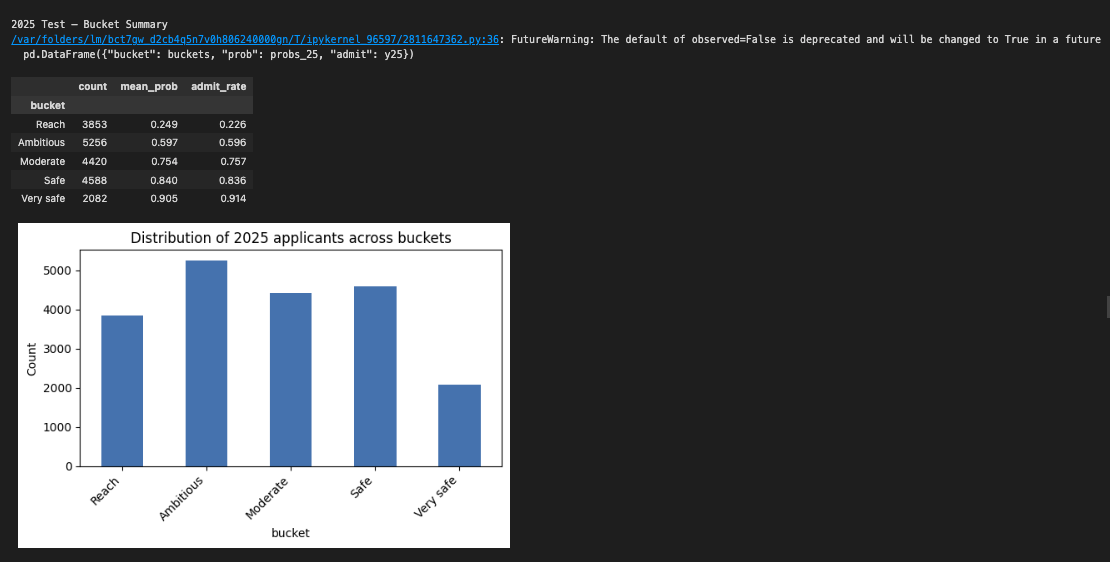 2025 Test — Bucket Summary
/var/folders/lm/bct7gw_d2cb4q5n7v0h806240000gn/T/ipykernel_96597/2811647362.py:36: FutureWarning: The default of observed=False is deprecated and will be changed to True in a future
pd.DataFrame({"bucket": buckets, "prob": probs_25, "admit": y25})
count mean_prob admit_rate
bucket
Reach 3853 0.249 0.226
Ambitious 5256 0.597 0.596
Moderate 4420 0.754 0.757
Safe 4588 0.840 0.836
Very safe 2082 0.905 0.914
Distribution of 2025 applicants across buckets
Count
5000
4000
3000
2000
1000
0
Reach
Ambitious
Moderate
Safe
Very safe
bucket